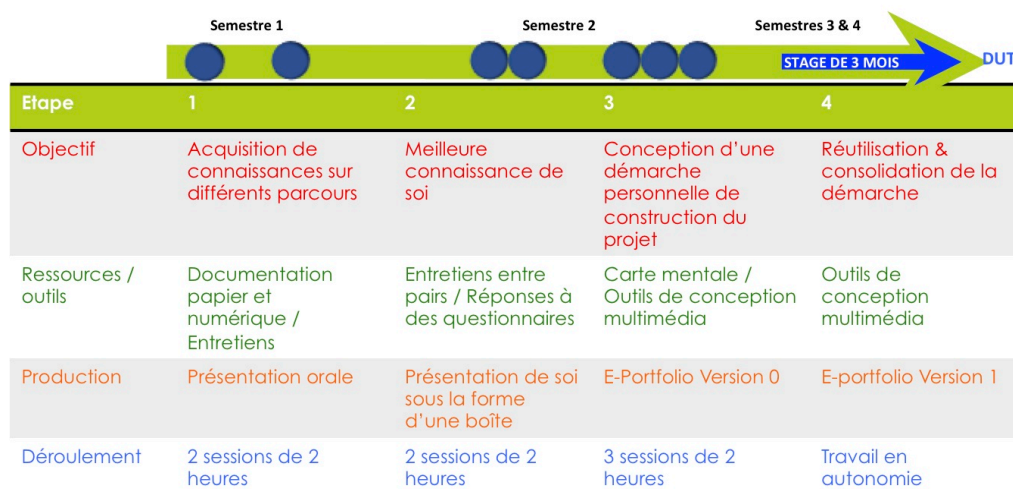 Semestre 1
Semestre 2
Semestres 3 & 4
STAGE DE 3 MOIS
DUT
Etape
1
2
3
4
Objectif
Acquisition de
connaissances sur
différents parcours
Meilleure
connaissance de
soi
Conception d'une
démarche
personnelle de
construction du
projet
Réutilisation &
consolidation de la
démarche
Ressources /
outils
Documentation
papier et
numérique /
Entretiens
Entretiens entre
pairs / Réponses à
des questionnaires
Carte mentale /
Outils de conception
multimédia
Outils de
conception
multimédia
Production
Présentation orale
Présentation de soi
sous la forme
d'une boîte
E-Portfolio Version 0
E-portfolio Version 1
Déroulement
2 sessions de 2
heures
2 sessions de 2
heures
3 sessions de 2
heures
Travail en
autonomie